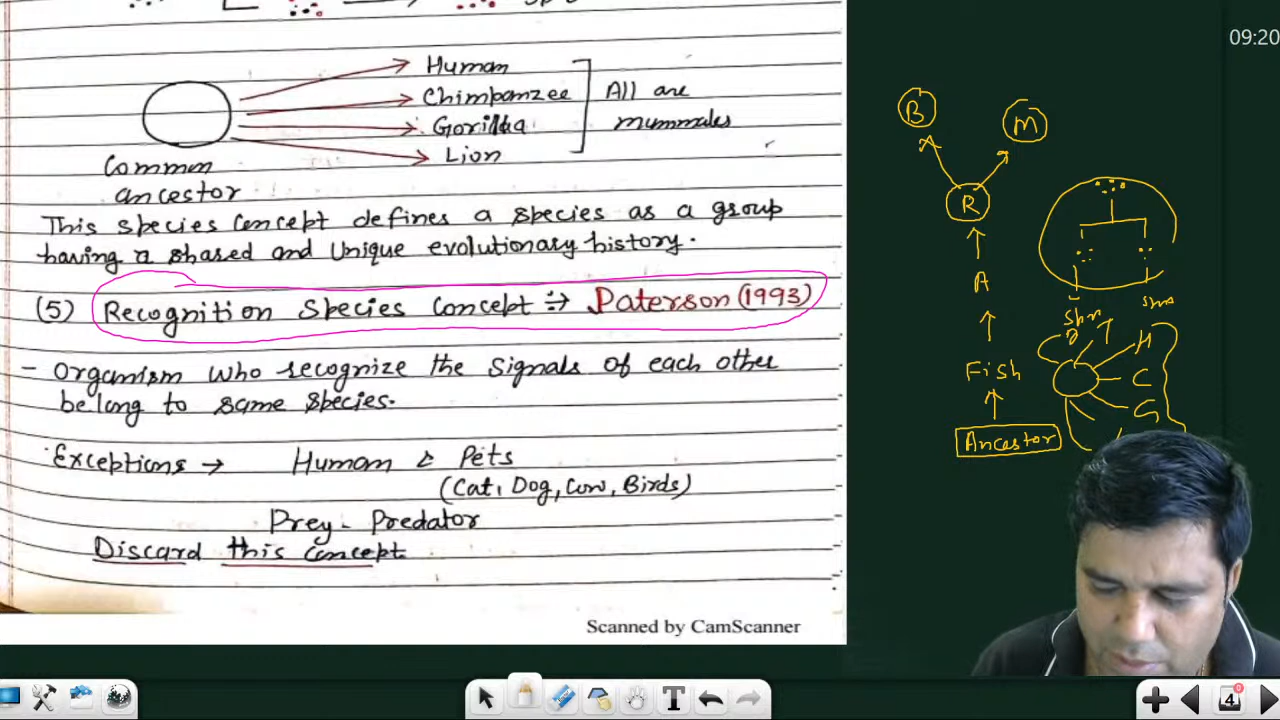 Human
Chimpanzee
Gorilla
Lion
All are
mummales
Common
ancestor
This species concept defines a species as a group
having a shared and unique evolutionary history.
(5) Recognition Species Concept :→ Paterson (1993)
- Organism who recognize the signals of each other
belong to same species.
Exceptions → Human & Pets
(Cat, Dog, Cow, Birds)
Prey - Predator
Discard this concept
Scanned by CamScanner
09:20
B
M
R
A
Fish
Ancestor
H
C
G
T
4